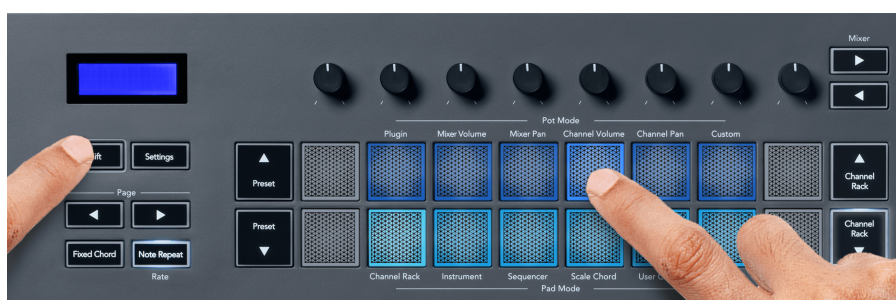 Mixer
Pot Mode
Plugin
Mixer Volume
Mixer Pan
Channel Volume
Channel Pan
Custom
ift
Settings
Preset
Channel
Rack
Page
Preset
Channel
Rack
Fixed Chord
Note Repeat
Rate
Channel Rack
Instrument
Sequencer
Scale Chord
Pad Mode